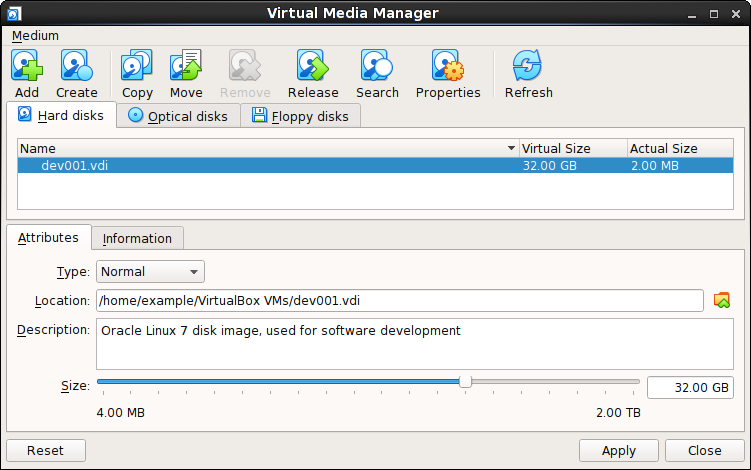 Virtual Media Manager
Medium
Add Create Copy Move Remove Release Search Properties Refresh
Hard disks Optical disks Floppy disks
Name Virtual Size Actual Size
dev001.vdi 32.00 GB 2.00 MB
Attributes Information
Type: Normal
Location: /home/example/VirtualBox VMs/dev001.vdi
Description: Oracle Linux 7 disk image, used for software development
Size: 32.00 GB
4.00 MB 2.00 TB
Reset Apply Close